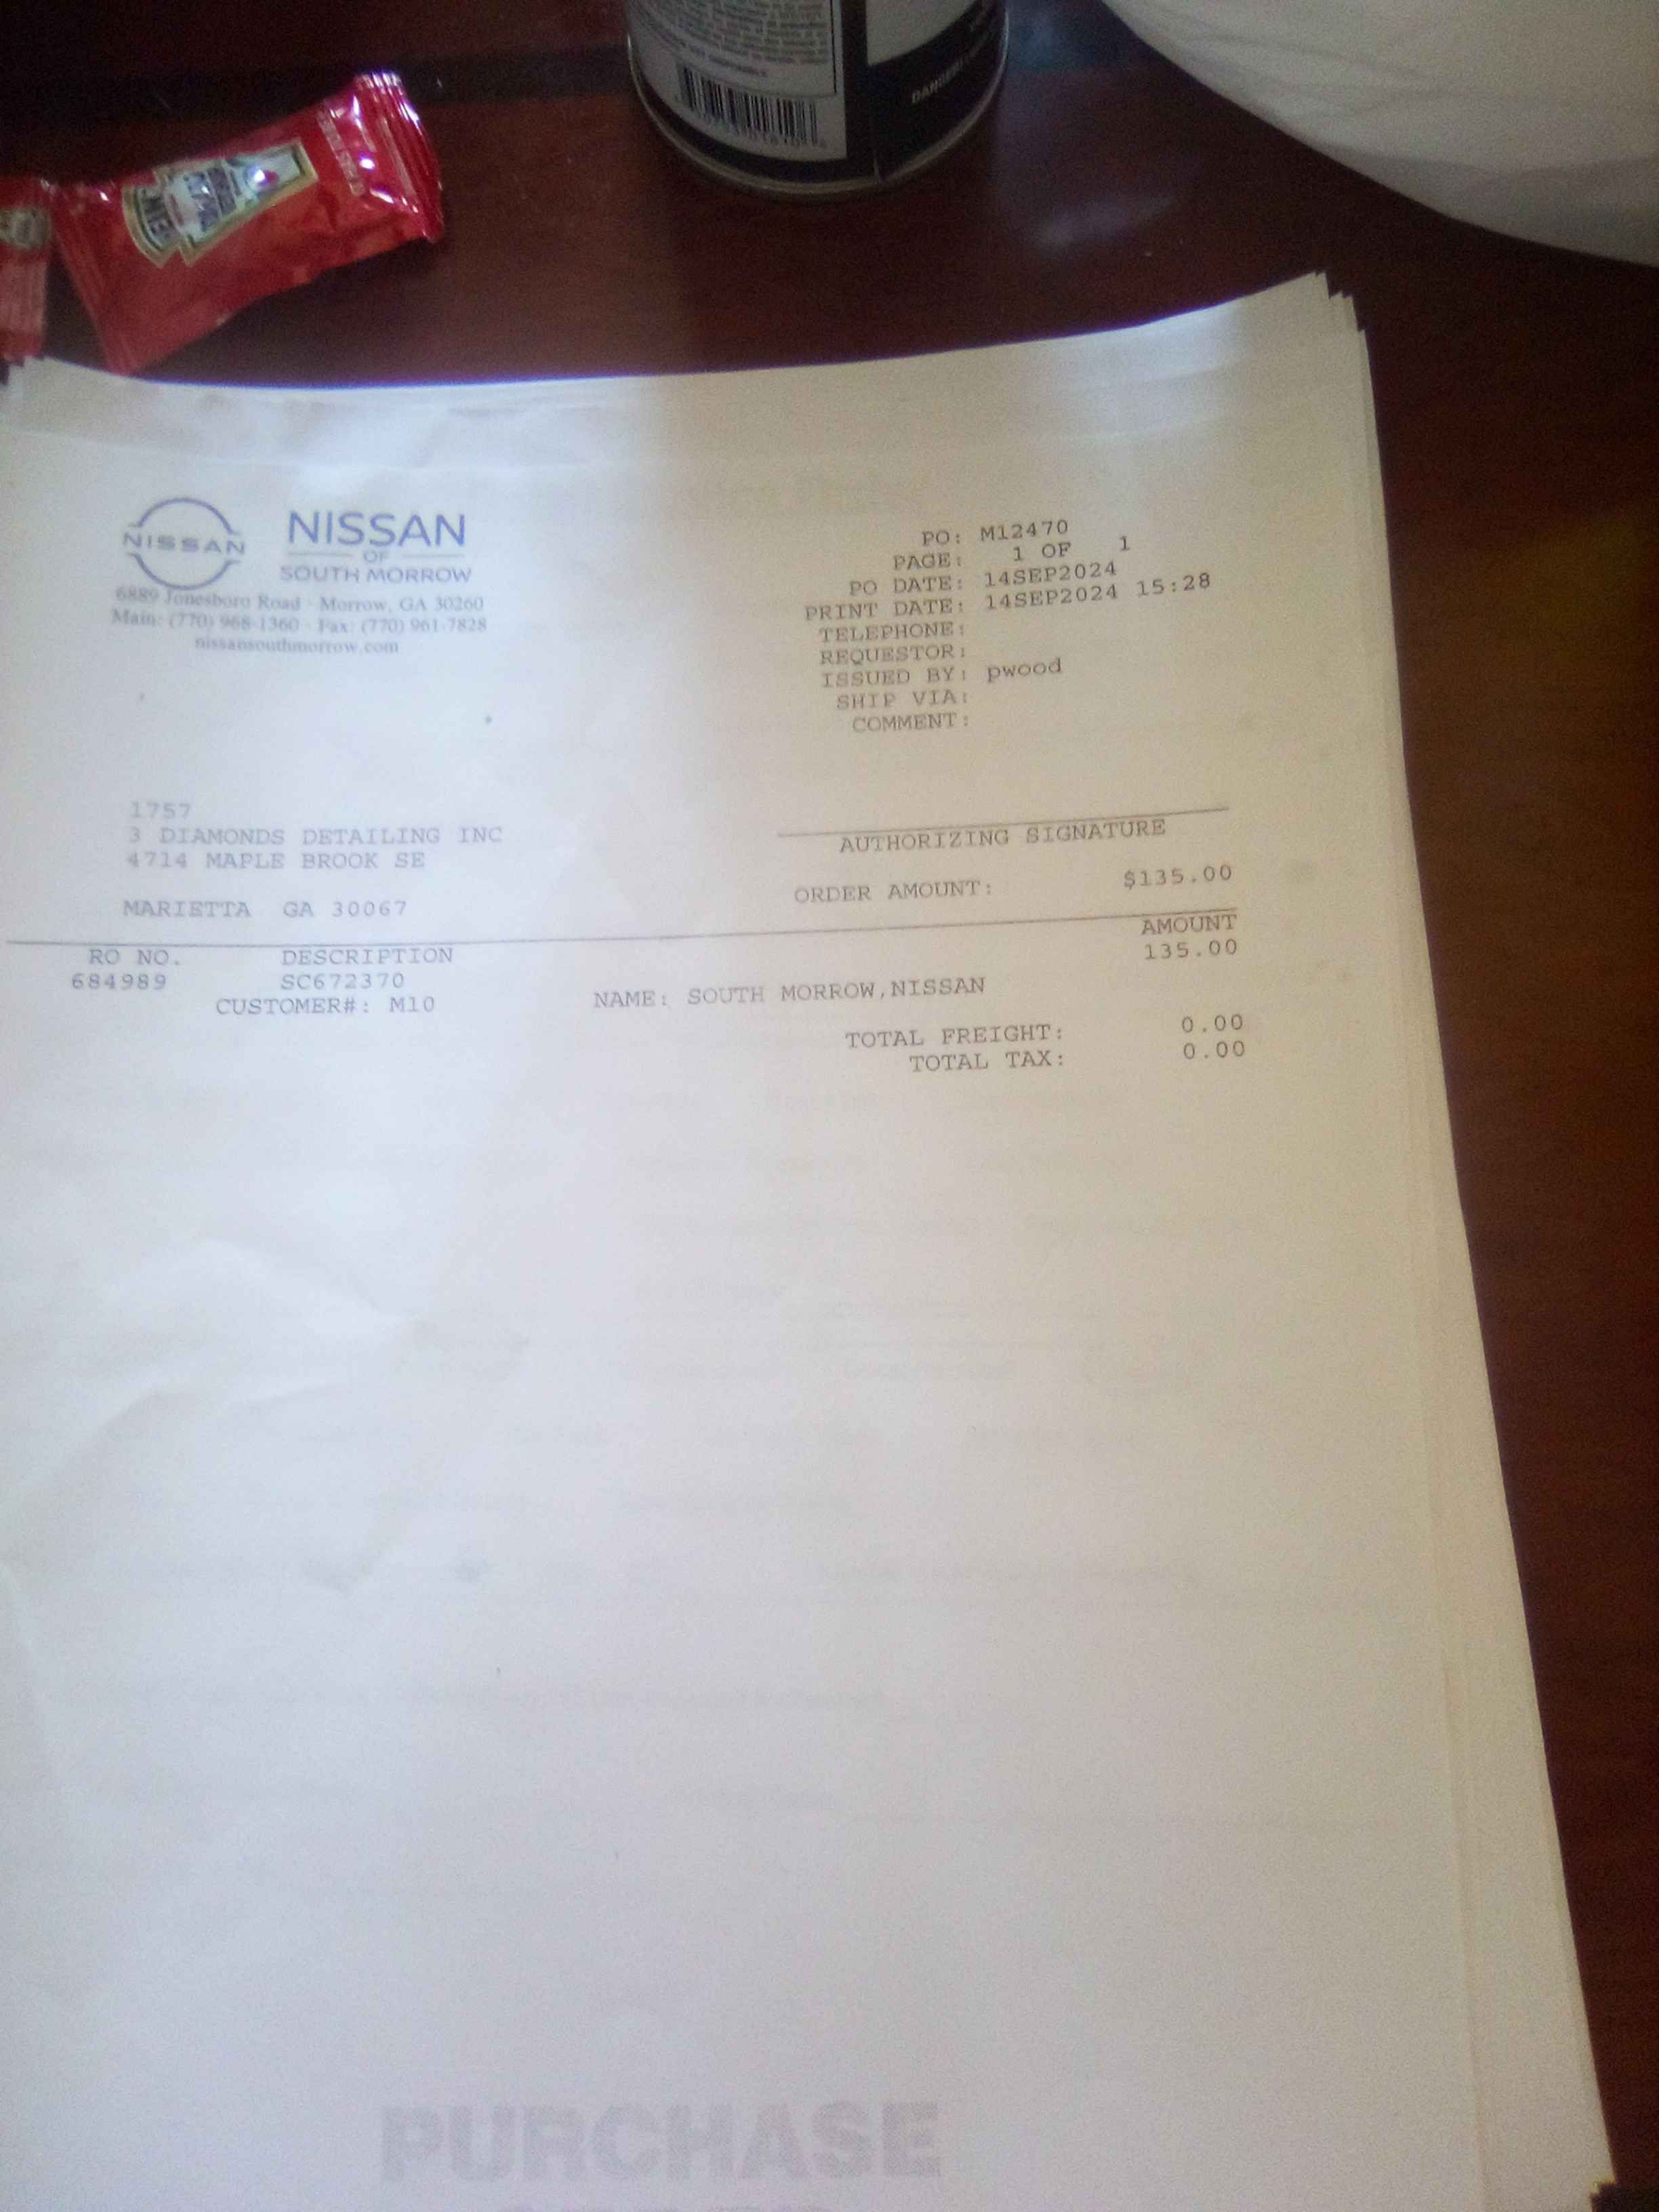 HEINZ
NISSAN
NISSAN
OF
SOUTH MORROW
6889 Jonesboro Road · Morrow, GA 30260
Main: (770) 968-1360 · Fax: (770) 961-7828
nissansouthmorrow.com
PO: M12470
PAGE: 1 OF 1
PO DATE: 14SEP2024
PRINT DATE: 14SEP2024 15:28
TELEPHONE:
REQUESTOR:
ISSUED BY: pwood
SHIP VIA:
COMMENT:
1757
3 DIAMONDS DETAILING INC
4714 MAPLE BROOK SE
MARIETTA GA 30067
AUTHORIZING SIGNATURE
ORDER AMOUNT: $135.00
RO NO. DESCRIPTION AMOUNT
684989 SC672370 135.00
CUSTOMER#: M10 NAME: SOUTH MORROW,NISSAN
TOTAL FREIGHT: 0.00
TOTAL TAX: 0.00
PURCHASE